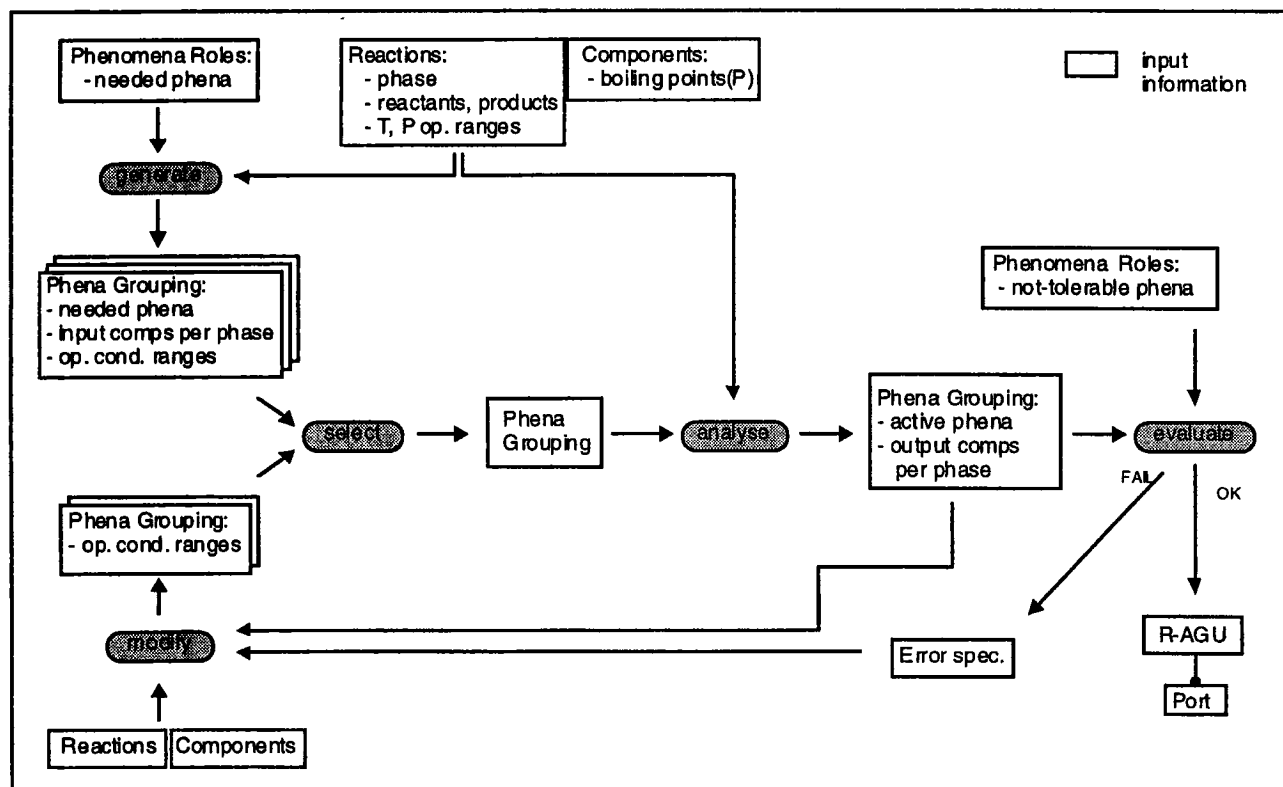 Phenomena Roles:
- needed phena
Reactions:
- phase
- reactants, products
- T, P op. ranges
Components:
- boiling points(P)
input
information
generate
Phena Grouping:
- needed phena
- input comps per phase
- op. cond. ranges
Phenomena Roles:
- not-tolerable phena
select
Phena
Grouping
analyse
Phena Grouping:
- active phena
- output comps
per phase
evaluate
FAIL
OK
Phena Grouping:
- op. cond. ranges
modify
Error spec.
R-AGU
Port
Reactions
Components